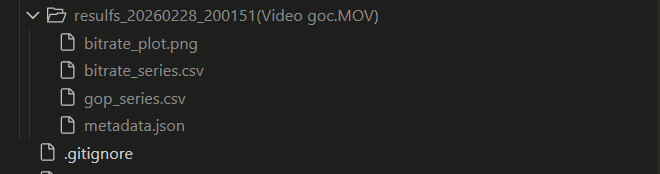 resulfs_20260228_200151(Video goc.MOV)
bitrate_plot.png
bitrate_series.csv
gop_series.csv
metadata.json
.gitignore